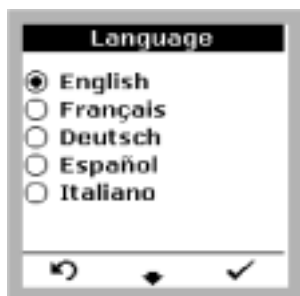 Language
English
Français
Deutsch
Español
Italiano